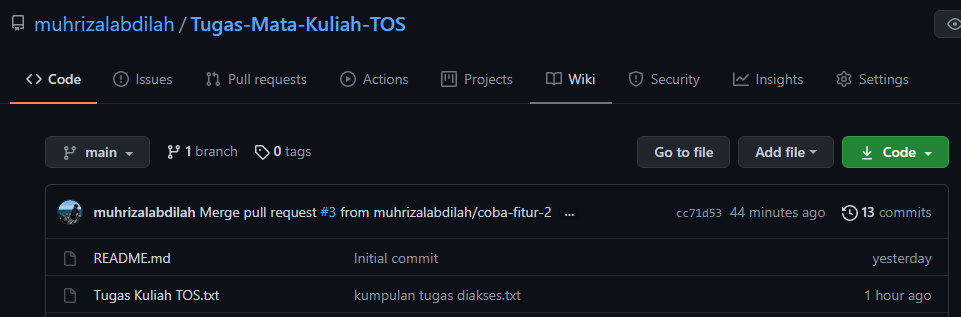 muhrizalabdilah / Tugas-Mata-Kuliah-TOS
Code Issues Pull requests Actions Projects Wiki Security Insights Settings
main 1 branch 0 tags Go to file Add file Code
muhrizalabdilah Merge pull request #3 from muhrizalabdilah/coba-fitur-2 ... cc71d53 44 minutes ago 13 commits
README.md Initial commit yesterday
Tugas Kuliah TOS.txt kumpulan tugas diakses.txt 1 hour ago